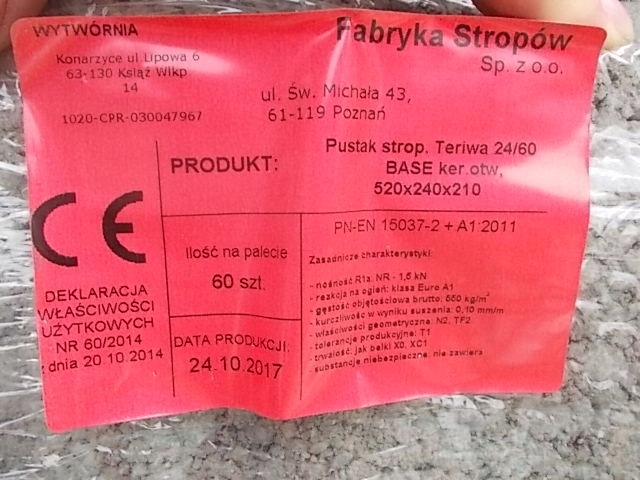 WYTWÓRNIA
Konarzyce ul.Lipowa 6
63-130 Książ Wlkp
14
1020-CPR-030047967
Fabryka Stropów
Sp. z o.o.
ul. Św. Michała 43,
61-119 Poznań
PRODUKT:
Pustak strop. Teriwa 24/60
BASE ker.otw,
520x240x210
CE
DEKLARACJA
WŁAŚCIWOŚCI
UŻYTKOWYCH
NR 60/2014
z dnia 20.10.2014
Ilość na palecie
60 szt.
DATA PRODUKCJI:
24.10.2017
PN-EN 15037-2 + A1:2011
Zasadnicze charakterystyki:
- nośność R1a: NR - 1,5 kN
- reakcja na ogień: klasa Euro A1
- gęstość objętościowa brutto: 550 kg/m³
- kurczliwość w wyniku suszenia: 0,10 mm/m
- właściwości geometryczne: N2, TF2
- tolerancje produkcyjne: T1
- trwałość: jak belki X0, XC1
- substancje niebezpieczne: nie zawiera